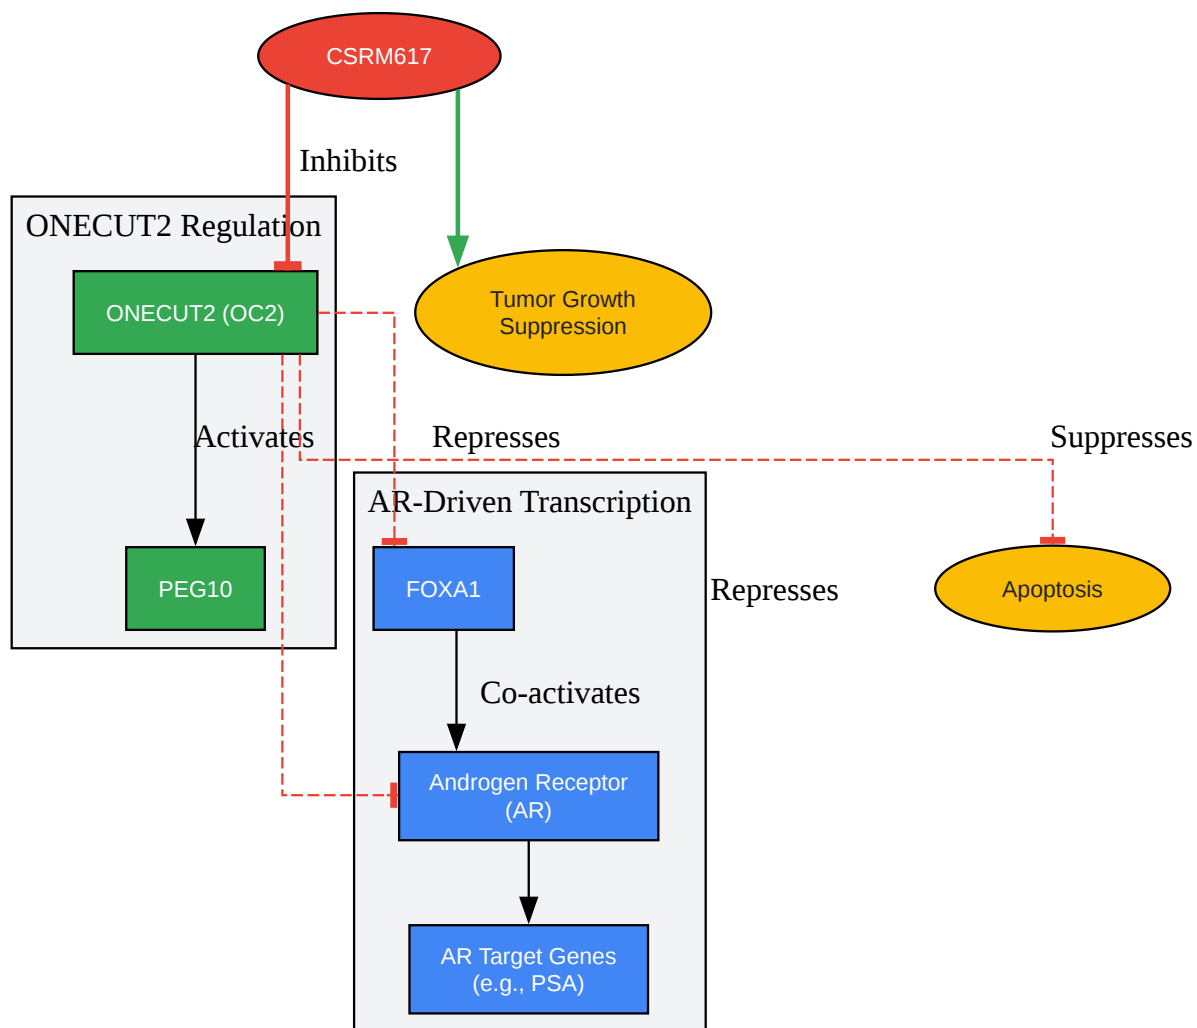 CSRM617
Inhibits
ONECUT2 Regulation
ONECUT2 (OC2)
Tumor Growth
Suppression
Activates
Represses
Suppresses
AR-Driven Transcription
PEG10
FOXA1
Represses
Apoptosis
Co-activates
Androgen Receptor
(AR)
AR Target Genes
(e.g., PSA)